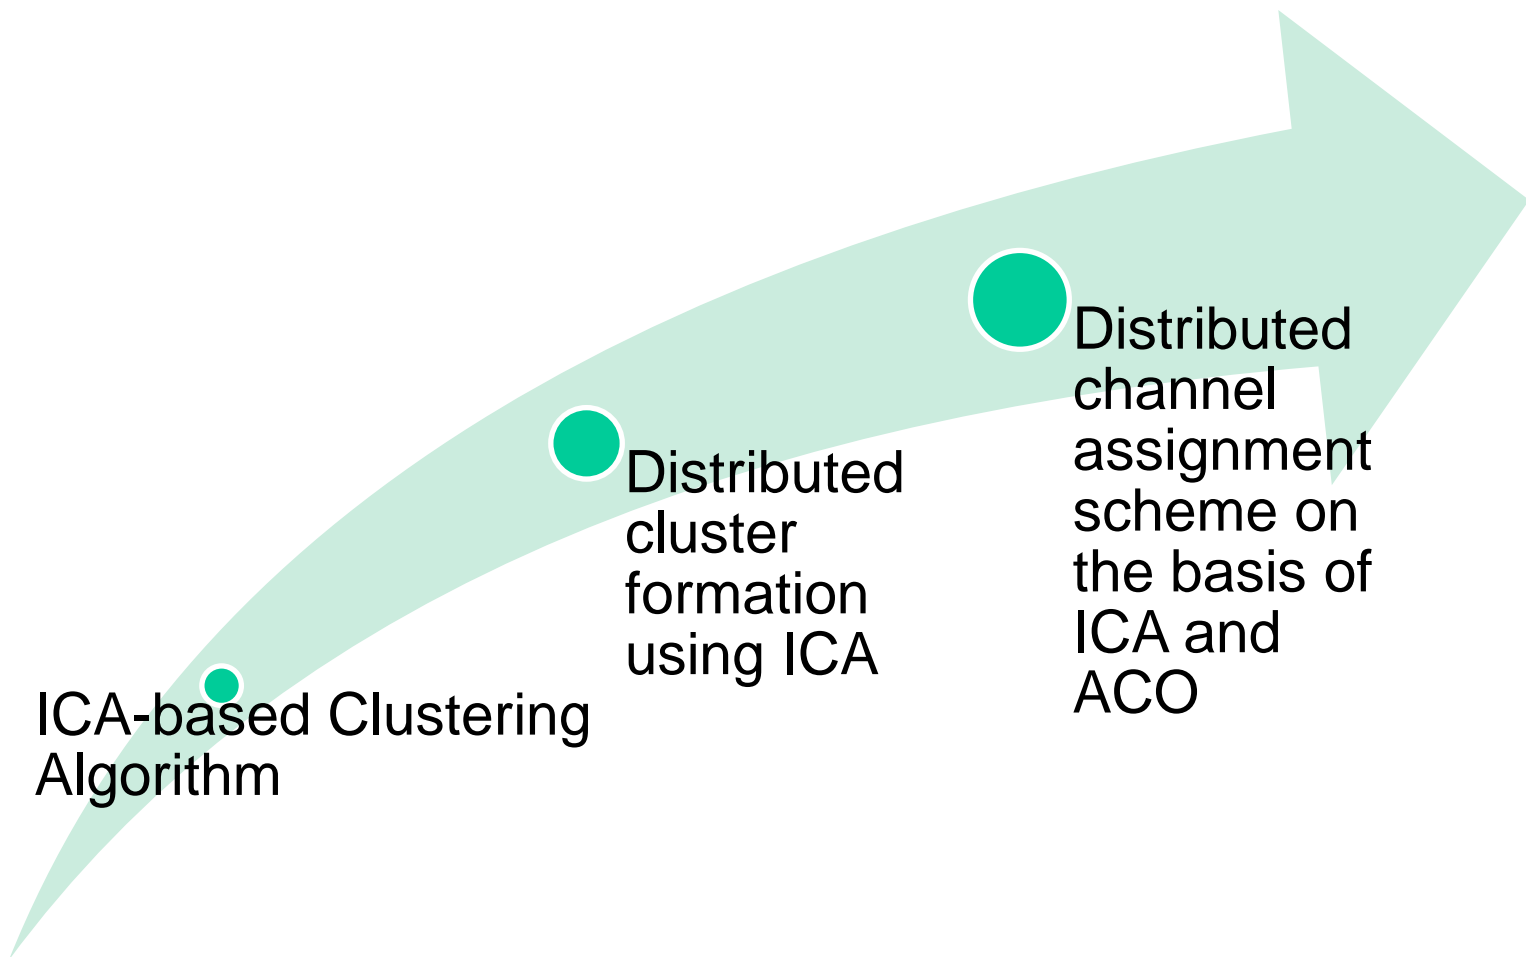 ICA-based Clustering
Algorithm
Distributed
cluster
formation
using ICA
Distributed
channel
assignment
scheme on
the basis of
ICA and
ACO